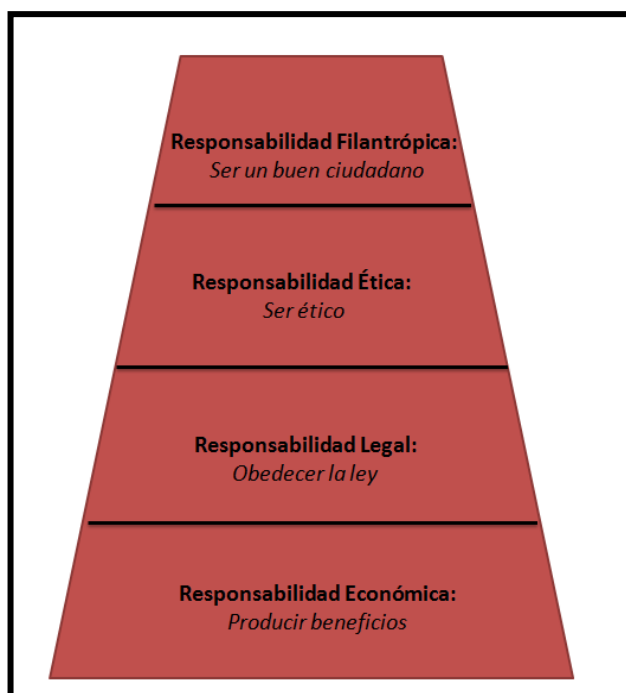 Responsabilidad Filantrópica:
Ser un buen ciudadano
Responsabilidad Ética:
Ser ético
Responsabilidad Legal:
Obedecer la ley
Responsabilidad Económica:
Producir beneficios